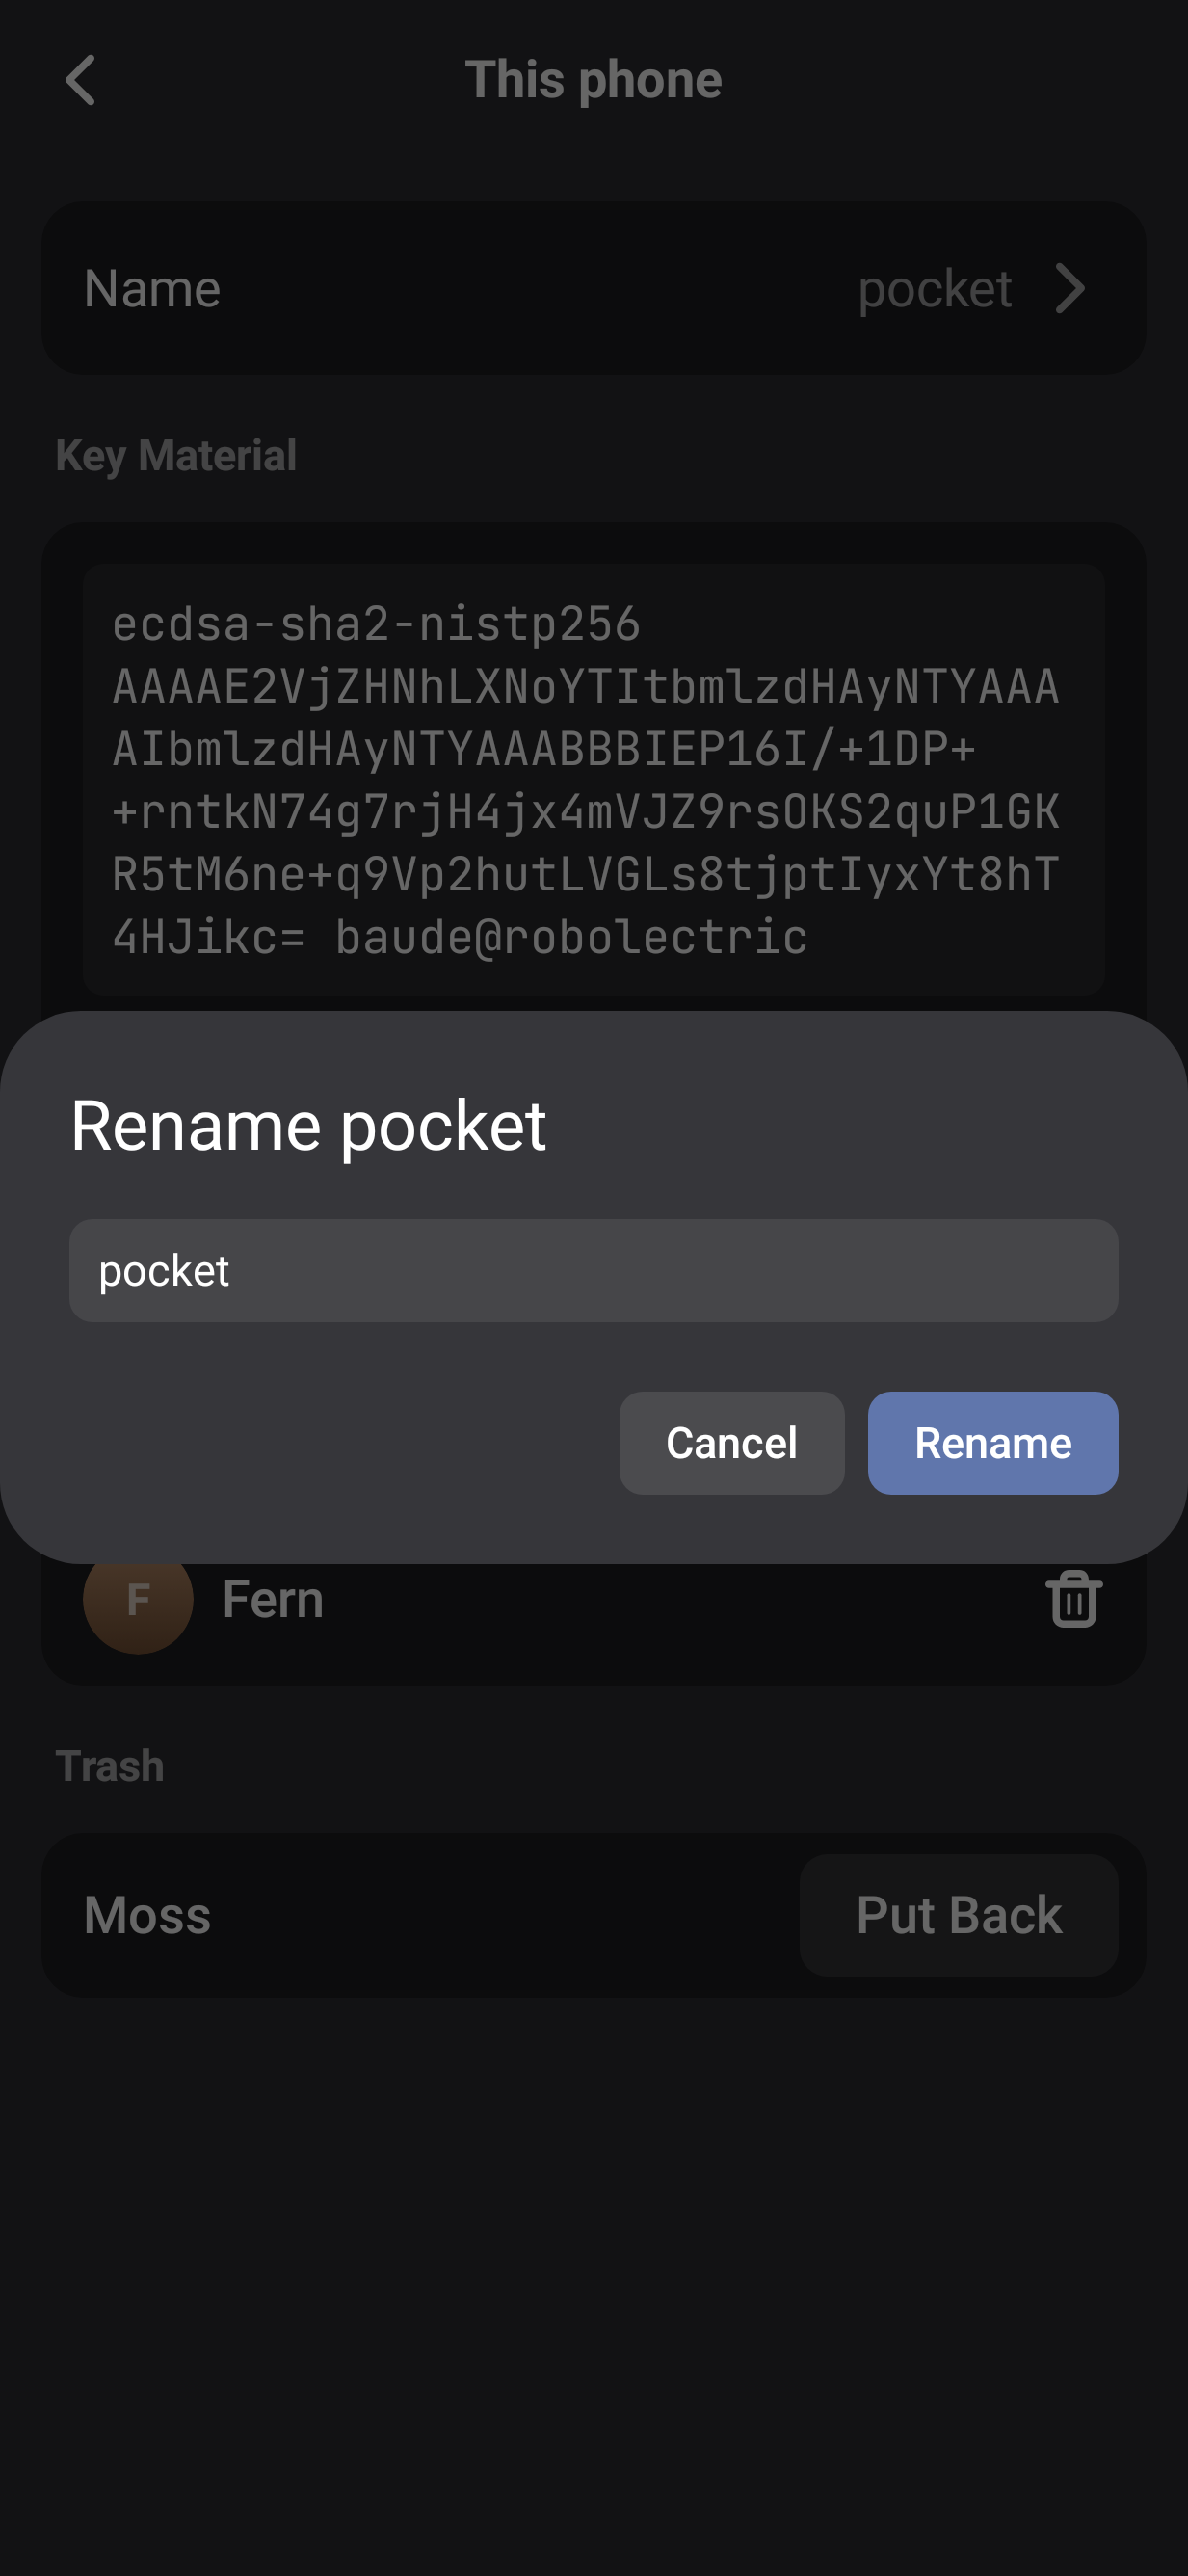 This phone
Name
pocket
Key Material
ecdsa-sha2-nistp256
AAAAE2VjZHNhLXNoYTItbmlzdHAyNTYAAA
AIbmlzdHAyNTYAAABBBIEP16I/+1DP+
+rntkN74g7rjH4jx4mVJZ9rsOKS2quP1GK
R5tM6ne+q9Vp2hutLVGLs8tjptIyxYt8hT
4HJikc= baude@robolectric
Rename pocket
pocket
Cancel
Rename
F
Fern
Trash
Moss
Put Back